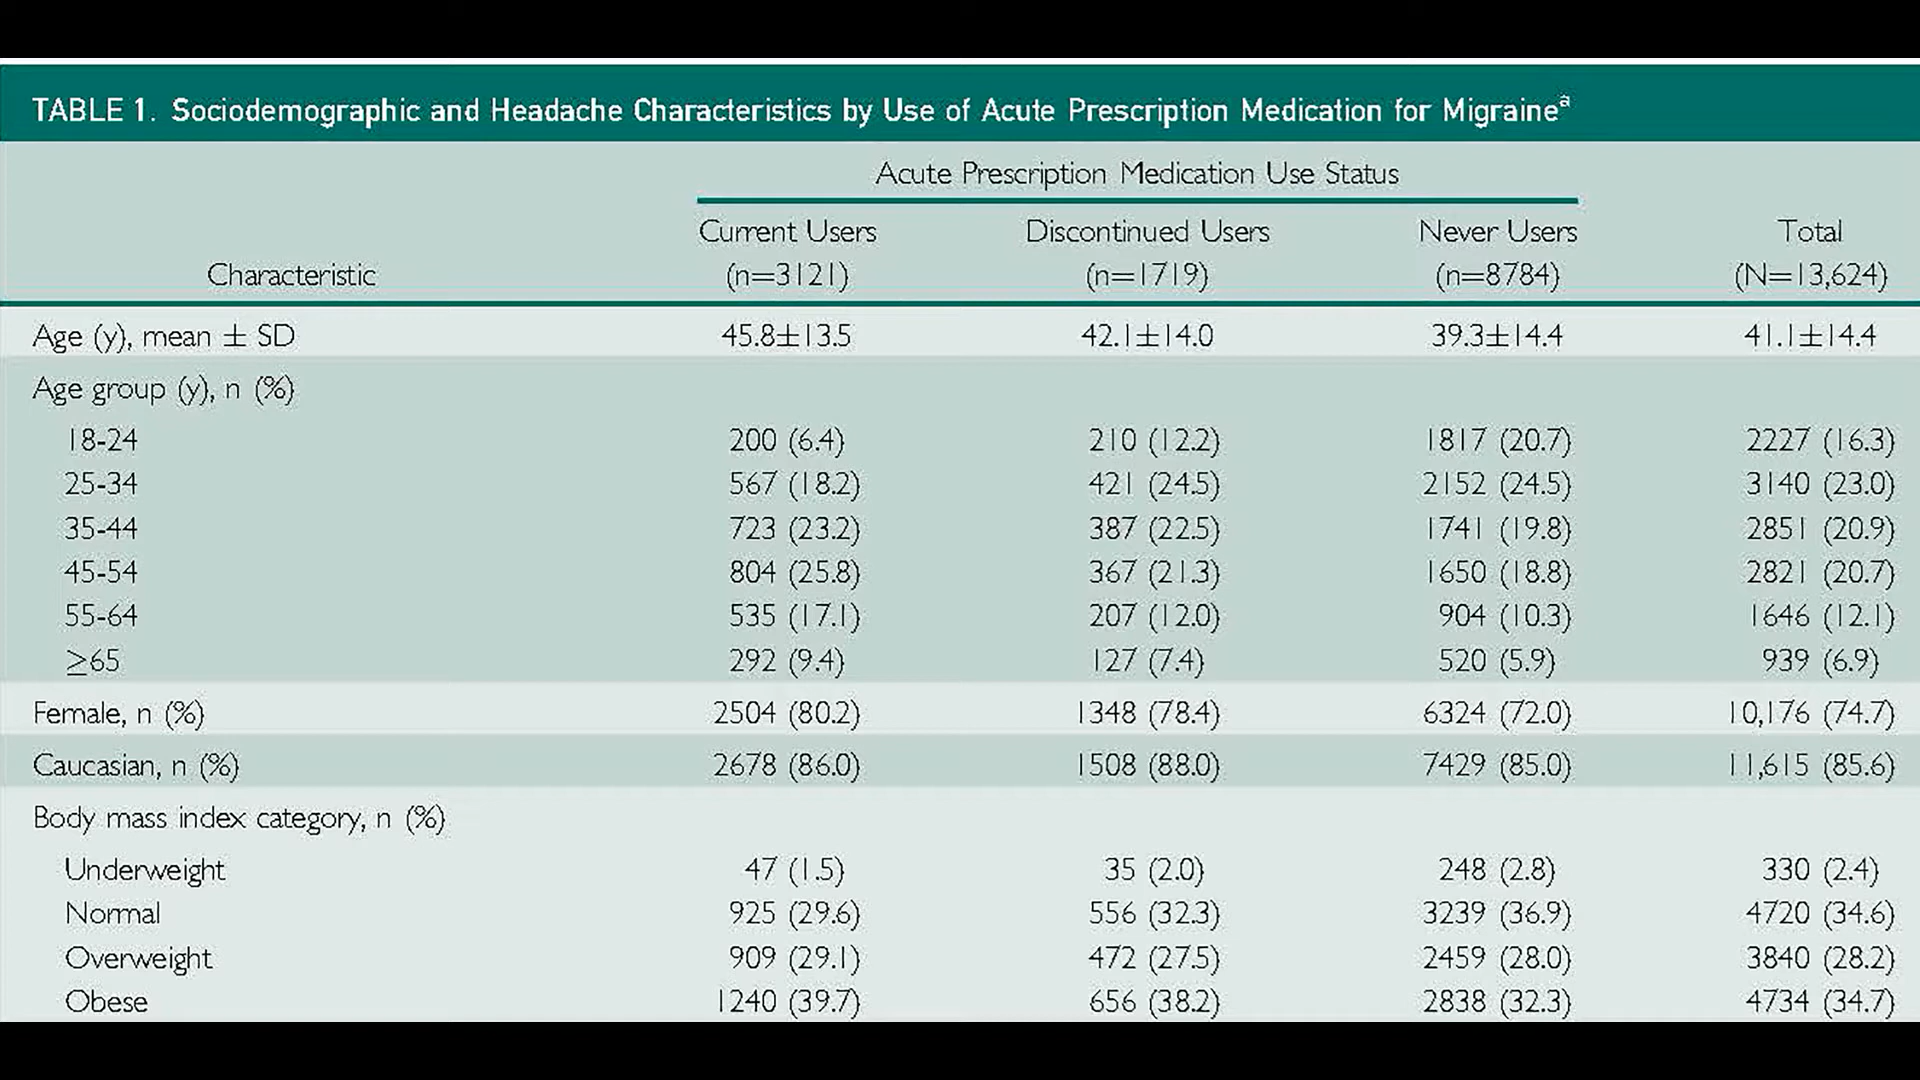 TABLE 1. Sociodemographic and Headache Characteristics by Use of Acute Prescription Medication for Migraineᵃ
Acute Prescription Medication Use Status
Current Users Discontinued Users Never Users Total
Characteristic (n=3121) (n=1719) (n=8784) (N=13,624)
Age (y), mean ± SD 45.8±13.5 42.1±14.0 39.3±14.4 41.1±14.4
Age group (y), n (%)
18-24 200 (6.4) 210 (12.2) 1817 (20.7) 2227 (16.3)
25-34 567 (18.2) 421 (24.5) 2152 (24.5) 3140 (23.0)
35-44 723 (23.2) 387 (22.5) 1741 (19.8) 2851 (20.9)
45-54 804 (25.8) 367 (21.3) 1650 (18.8) 2821 (20.7)
55-64 535 (17.1) 207 (12.0) 904 (10.3) 1646 (12.1)
≥65 292 (9.4) 127 (7.4) 520 (5.9) 939 (6.9)
Female, n (%) 2504 (80.2) 1348 (78.4) 6324 (72.0) 10,176 (74.7)
Caucasian, n (%) 2678 (86.0) 1508 (88.0) 7429 (85.0) 11,615 (85.6)
Body mass index category, n (%)
Underweight 47 (1.5) 35 (2.0) 248 (2.8) 330 (2.4)
Normal 925 (29.6) 556 (32.3) 3239 (36.9) 4720 (34.6)
Overweight 909 (29.1) 472 (27.5) 2459 (28.0) 3840 (28.2)
Obese 1240 (39.7) 656 (38.2) 2838 (32.3) 4734 (34.7)